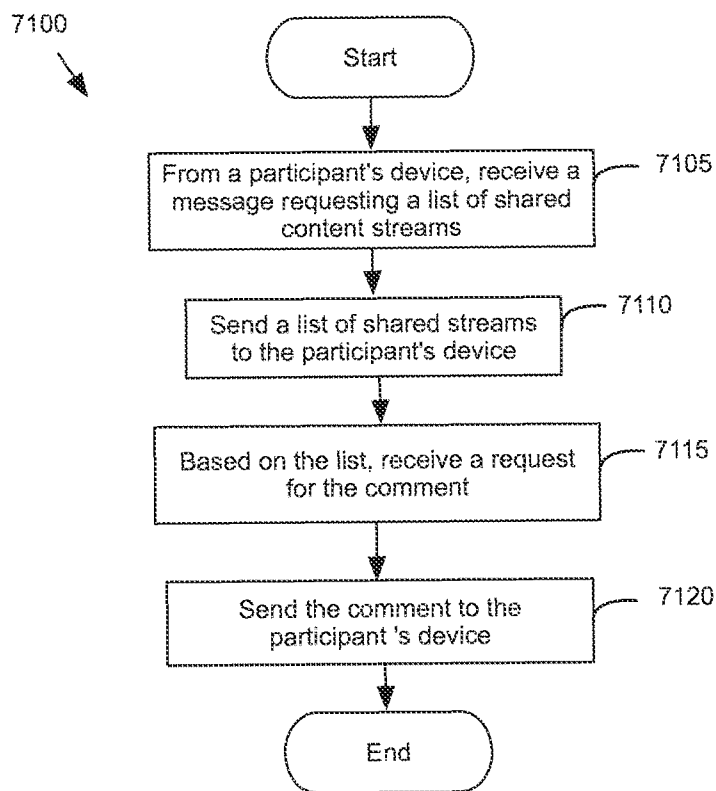 7100
Start
From a participant's device, receive a
message requesting a list of shared
content streams
7105
Send a list of shared streams
to the participant's device
7110
Based on the list, receive a request
for the comment
7115
Send the comment to the
participant 's device
7120
End